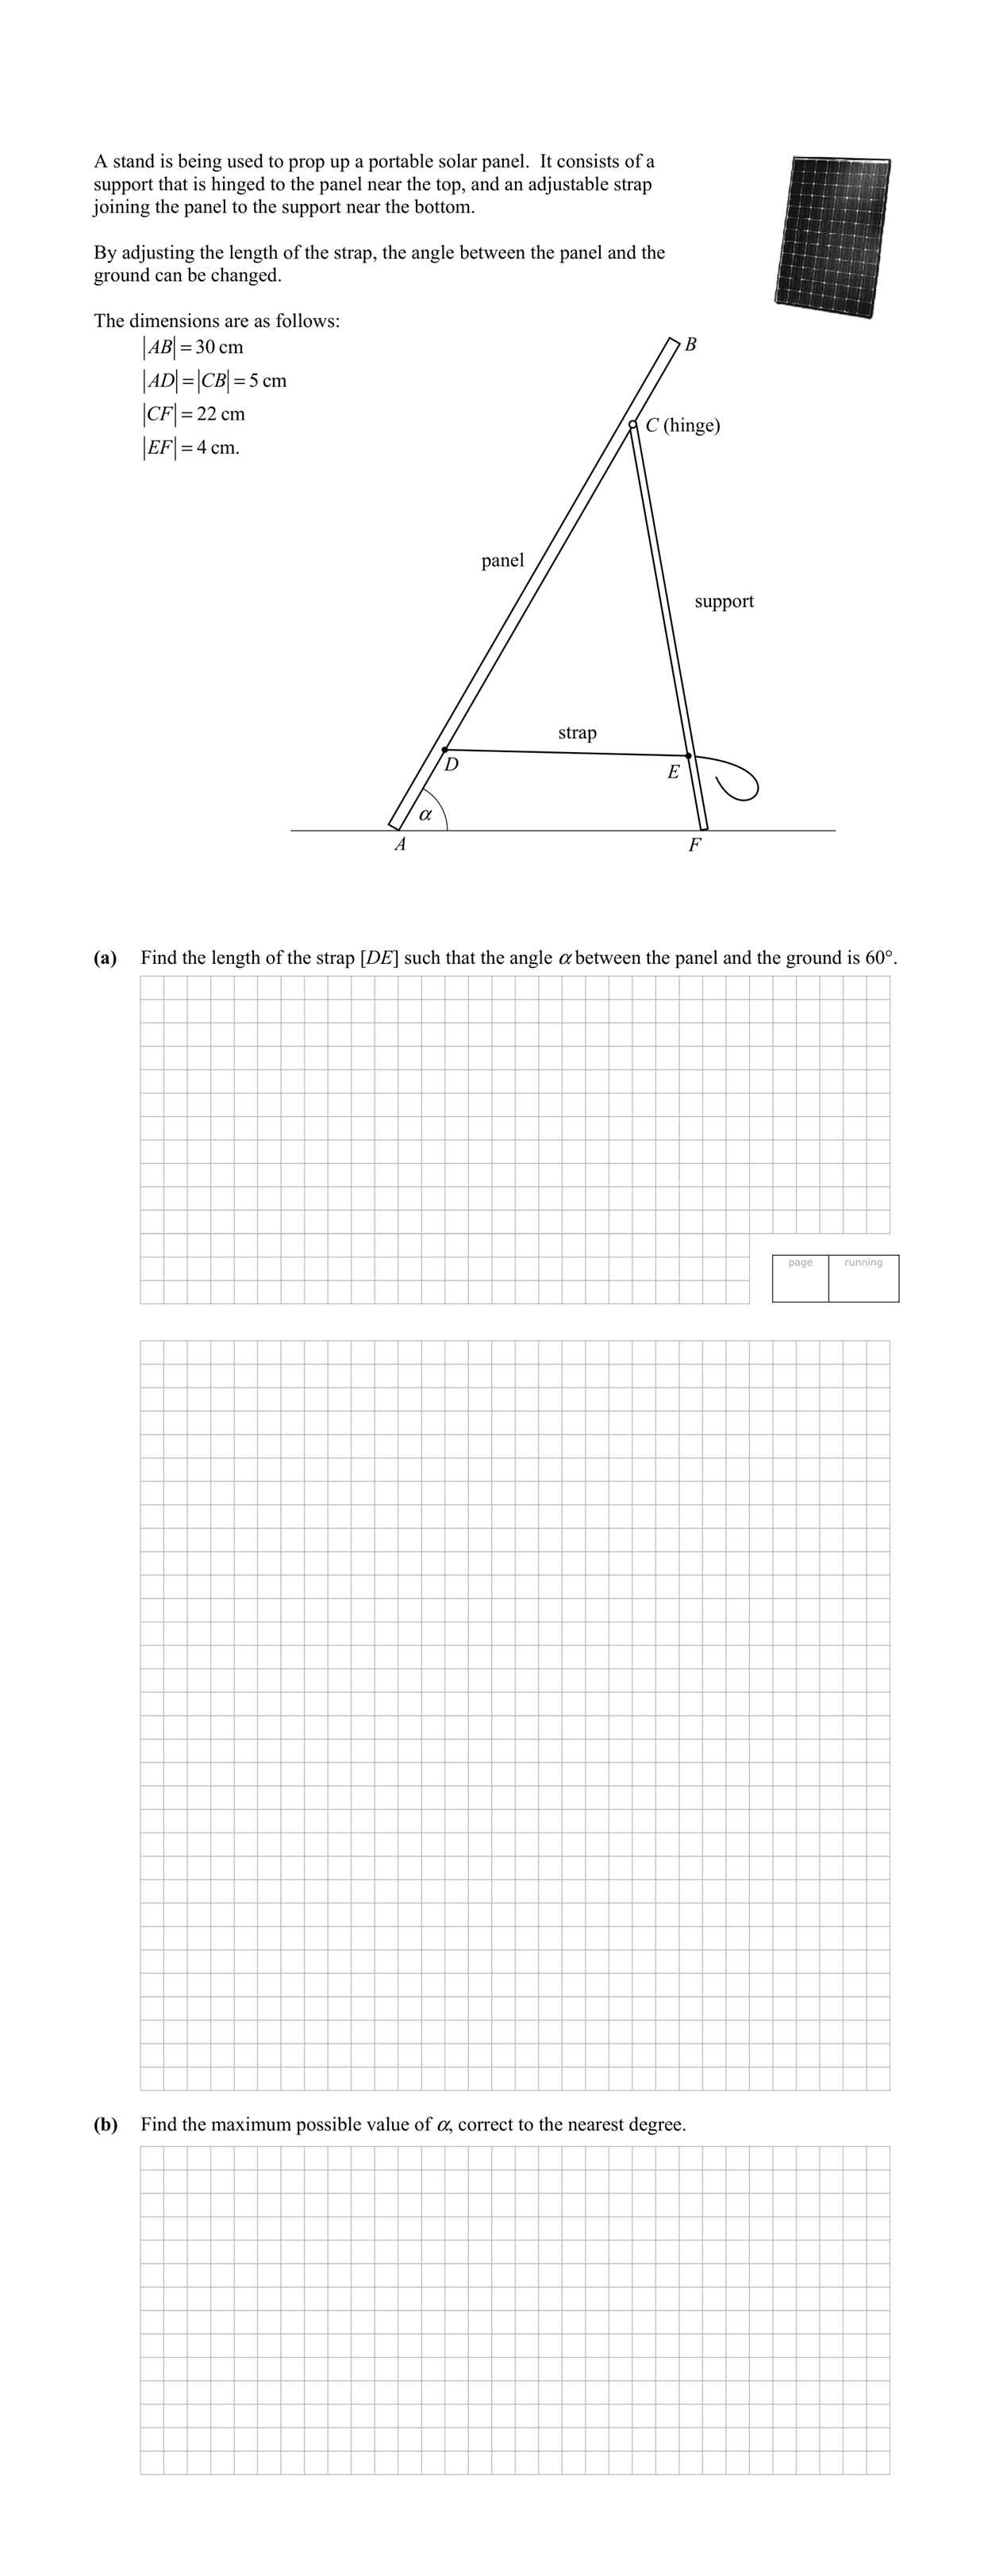 A stand is being used to prop up a portable solar panel.  It consists of a
support that is hinged to the panel near the top, and an adjustable strap
joining the panel to the support near the bottom.
By adjusting the length of the strap, the angle between the panel and the
ground can be changed.
The dimensions are as follows:
|AB| = 30 cm
|AD| = |CB| = 5 cm
|CF| = 22 cm
|EF| = 4 cm.
B
C (hinge)
panel
support
strap
D
E
α
A
F
(a) Find the length of the strap [DE] such that the angle α between the panel and the ground is 60°.
page running
(b) Find the maximum possible value of α, correct to the nearest degree.